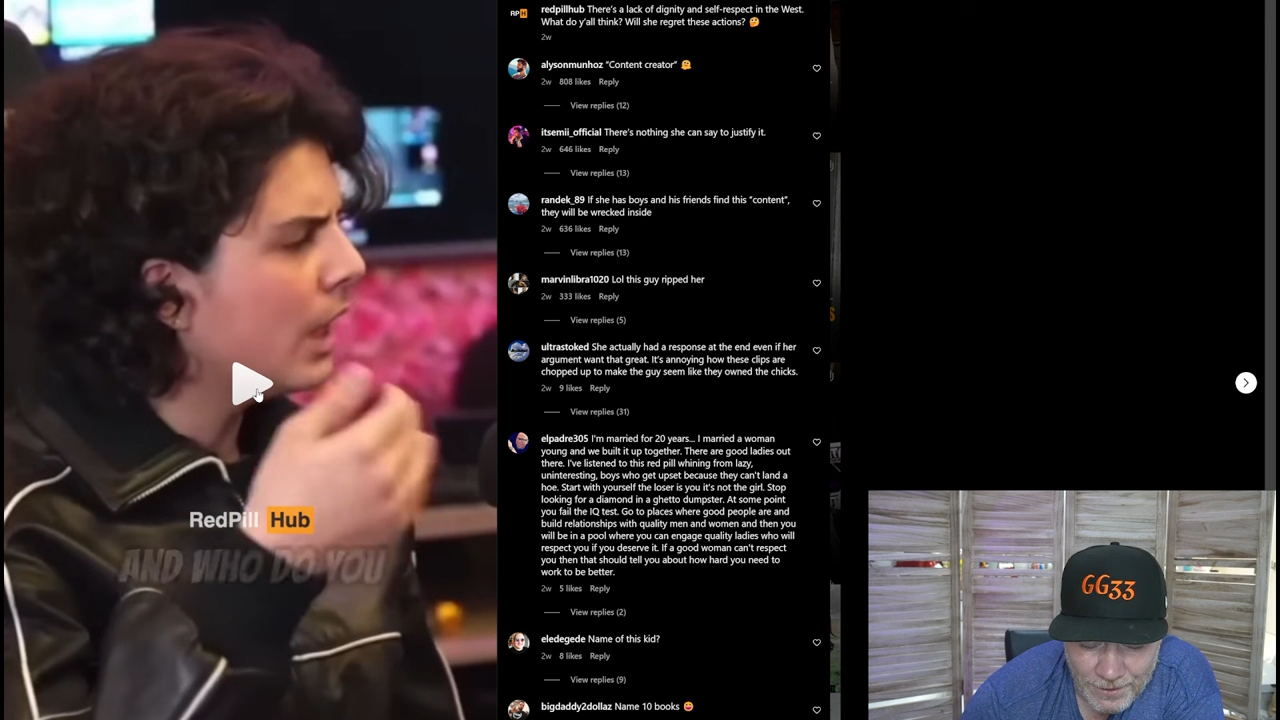 RedPill Hub
AND WHO DO YOU
RPH
redpillhub There's a lack of dignity and self-respect in the West.
What do y'all think? Will she regret these actions? 🤔
2w
alysonmunhoz "Content creator" 🫠
2w 808 likes Reply
View replies (12)
itsemii_official There's nothing she can say to justify it.
2w 646 likes Reply
View replies (13)
randek_89 If she has boys and his friends find this "content",
they will be wrecked inside
2w 636 likes Reply
View replies (13)
marvinlibra1020 Lol this guy ripped her
2w 333 likes Reply
View replies (5)
ultrastoked She actually had a response at the end even if her
argument want that great. It's annoying how these clips are
chopped up to make the guy seem like they owned the chicks.
2w 9 likes Reply
View replies (31)
elpadre305 I'm married for 20 years... I married a woman
young and we built it up together. There are good ladies out
there. I've listened to this red pill whining from lazy,
uninteresting, boys who get upset because they can't land a
hoe. Start with yourself the loser is you it's not the girl. Stop
looking for a diamond in a ghetto dumpster. At some point
you fail the IQ test. Go to places where good people are and
build relationships with quality men and women and then you
will be in a pool where you can engage quality ladies who will
respect you if you deserve it. If a good woman can't respect
you then that should tell you about how hard you need to
work to be better.
2w 5 likes Reply
View replies (2)
eledegede Name of this kid?
2w 8 likes Reply
View replies (9)
bigdaddy2dollaz Name 10 books 😄
GG33